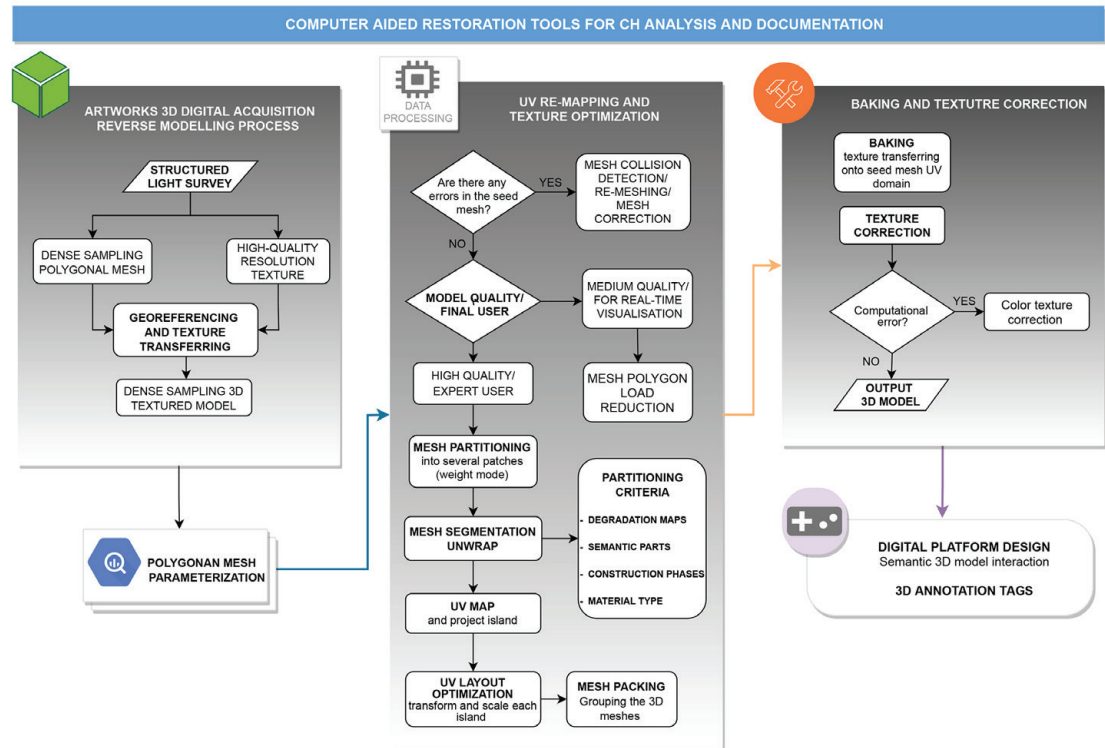 COMPUTER AIDED RESTORATION TOOLS FOR CH ANALYSIS AND DOCUMENTATION
ARTWORKS 3D DIGITAL ACQUISITION
REVERSE MODELLING PROCESS
STRUCTURED
LIGHT SURVEY
DENSE SAMPLING
POLYGONAL MESH
HIGH-QUALITY
RESOLUTION
TEXTURE
GEOREFERENCING
AND TEXTURE
TRANSFERRING
DENSE SAMPLING 3D
TEXTURED MODEL
POLYGONAN MESH
PARAMETERIZATION
DATA
PROCESSING
UV RE-MAPPING AND
TEXTURE OPTIMIZATION
Are there any
errors in the seed
mesh?
YES
MESH COLLISION
DETECTION/
RE-MESHING/
MESH
CORRECTION
NO
MODEL QUALITY/
FINAL USER
MEDIUM QUALITY/
FOR REAL-TIME
VISUALISATION
HIGH QUALITY/
EXPERT USER
MESH POLYGON
LOAD
REDUCTION
MESH PARTITIONING
into several patches
(weight mode)
PARTITIONING
CRITERIA
- DEGRADATION MAPS
- SEMANTIC PARTS
- CONSTRUCTION PHASES
- MATERIAL TYPE
MESH SEGMENTATION
UNWRAP
UV MAP
and project island
UV LAYOUT
OPTIMIZATION
transform and scale each
island
MESH PACKING
Grouping the 3D
meshes
BAKING AND TEXTUTRE CORRECTION
BAKING
texture transferring
onto seed mesh UV
domain
TEXTURE
CORRECTION
Computational
error?
YES
Color texture
correction
NO
OUTPUT
3D MODEL
DIGITAL PLATFORM DESIGN
Semantic 3D model interaction
3D ANNOTATION TAGS